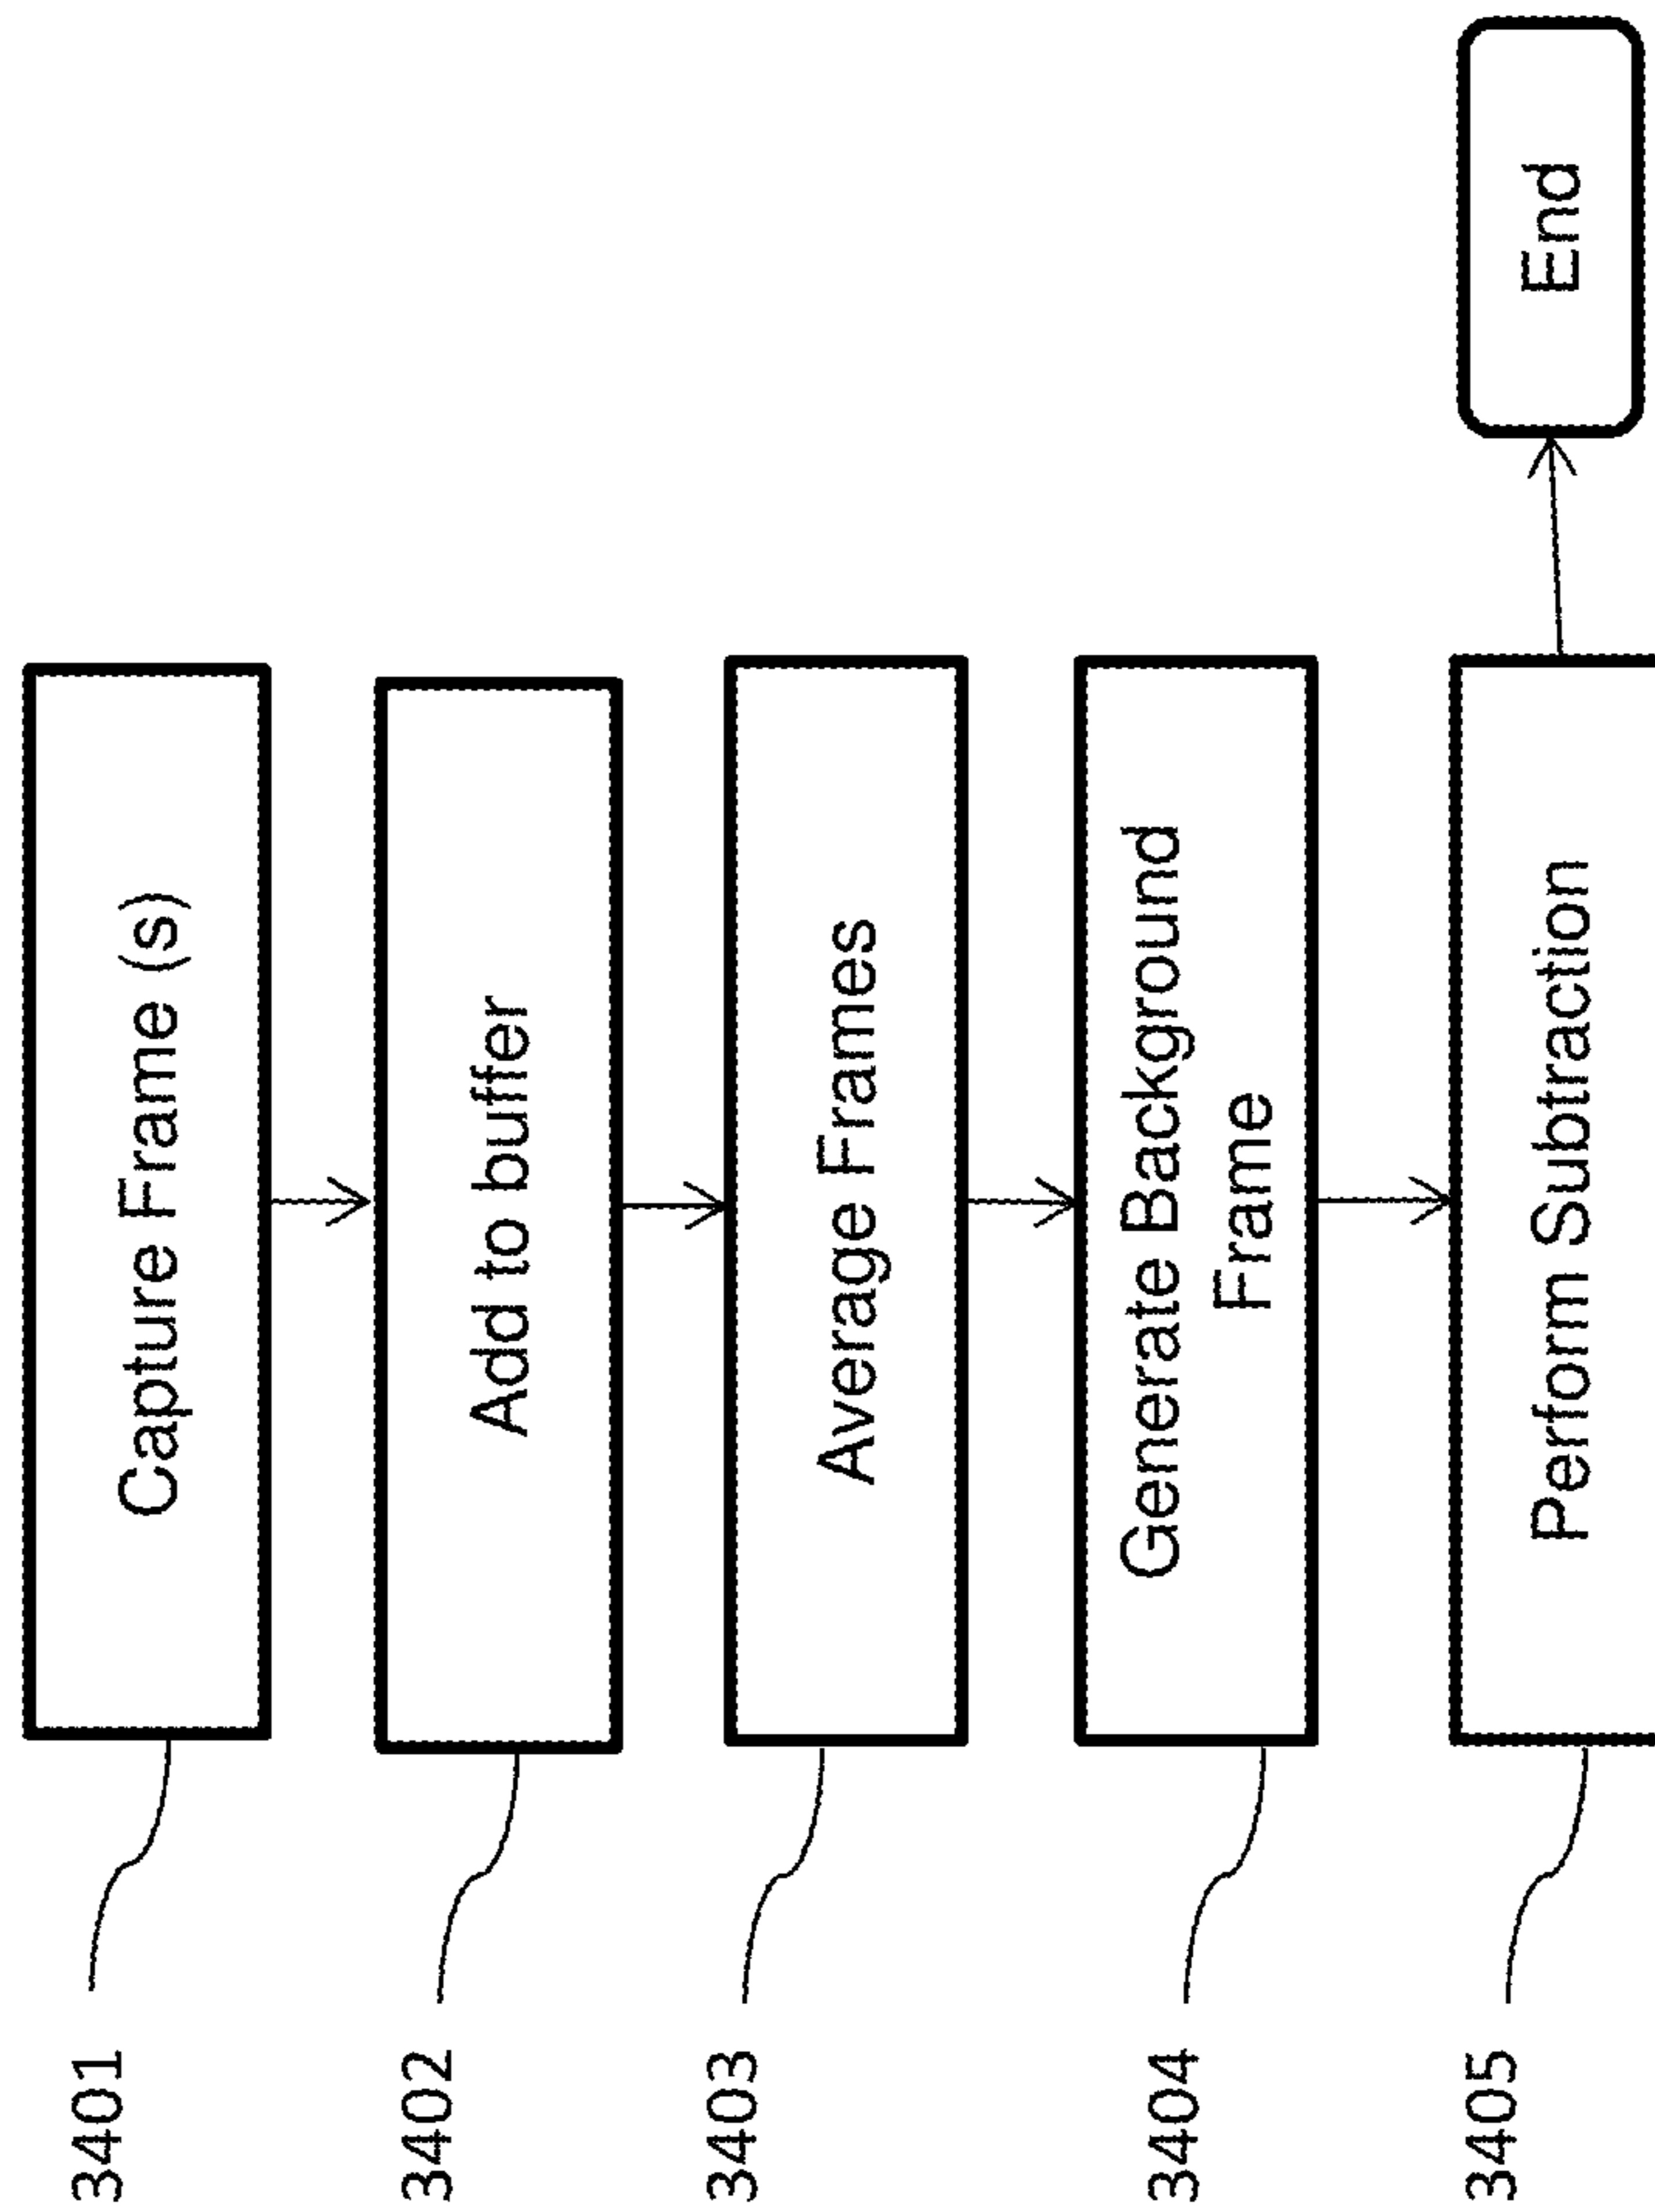 3401
Capture Frame (s)
3402
Add to buffer
3403
Average Frames
3404
Generate Background
Frame
3405
Perform Subtraction
End